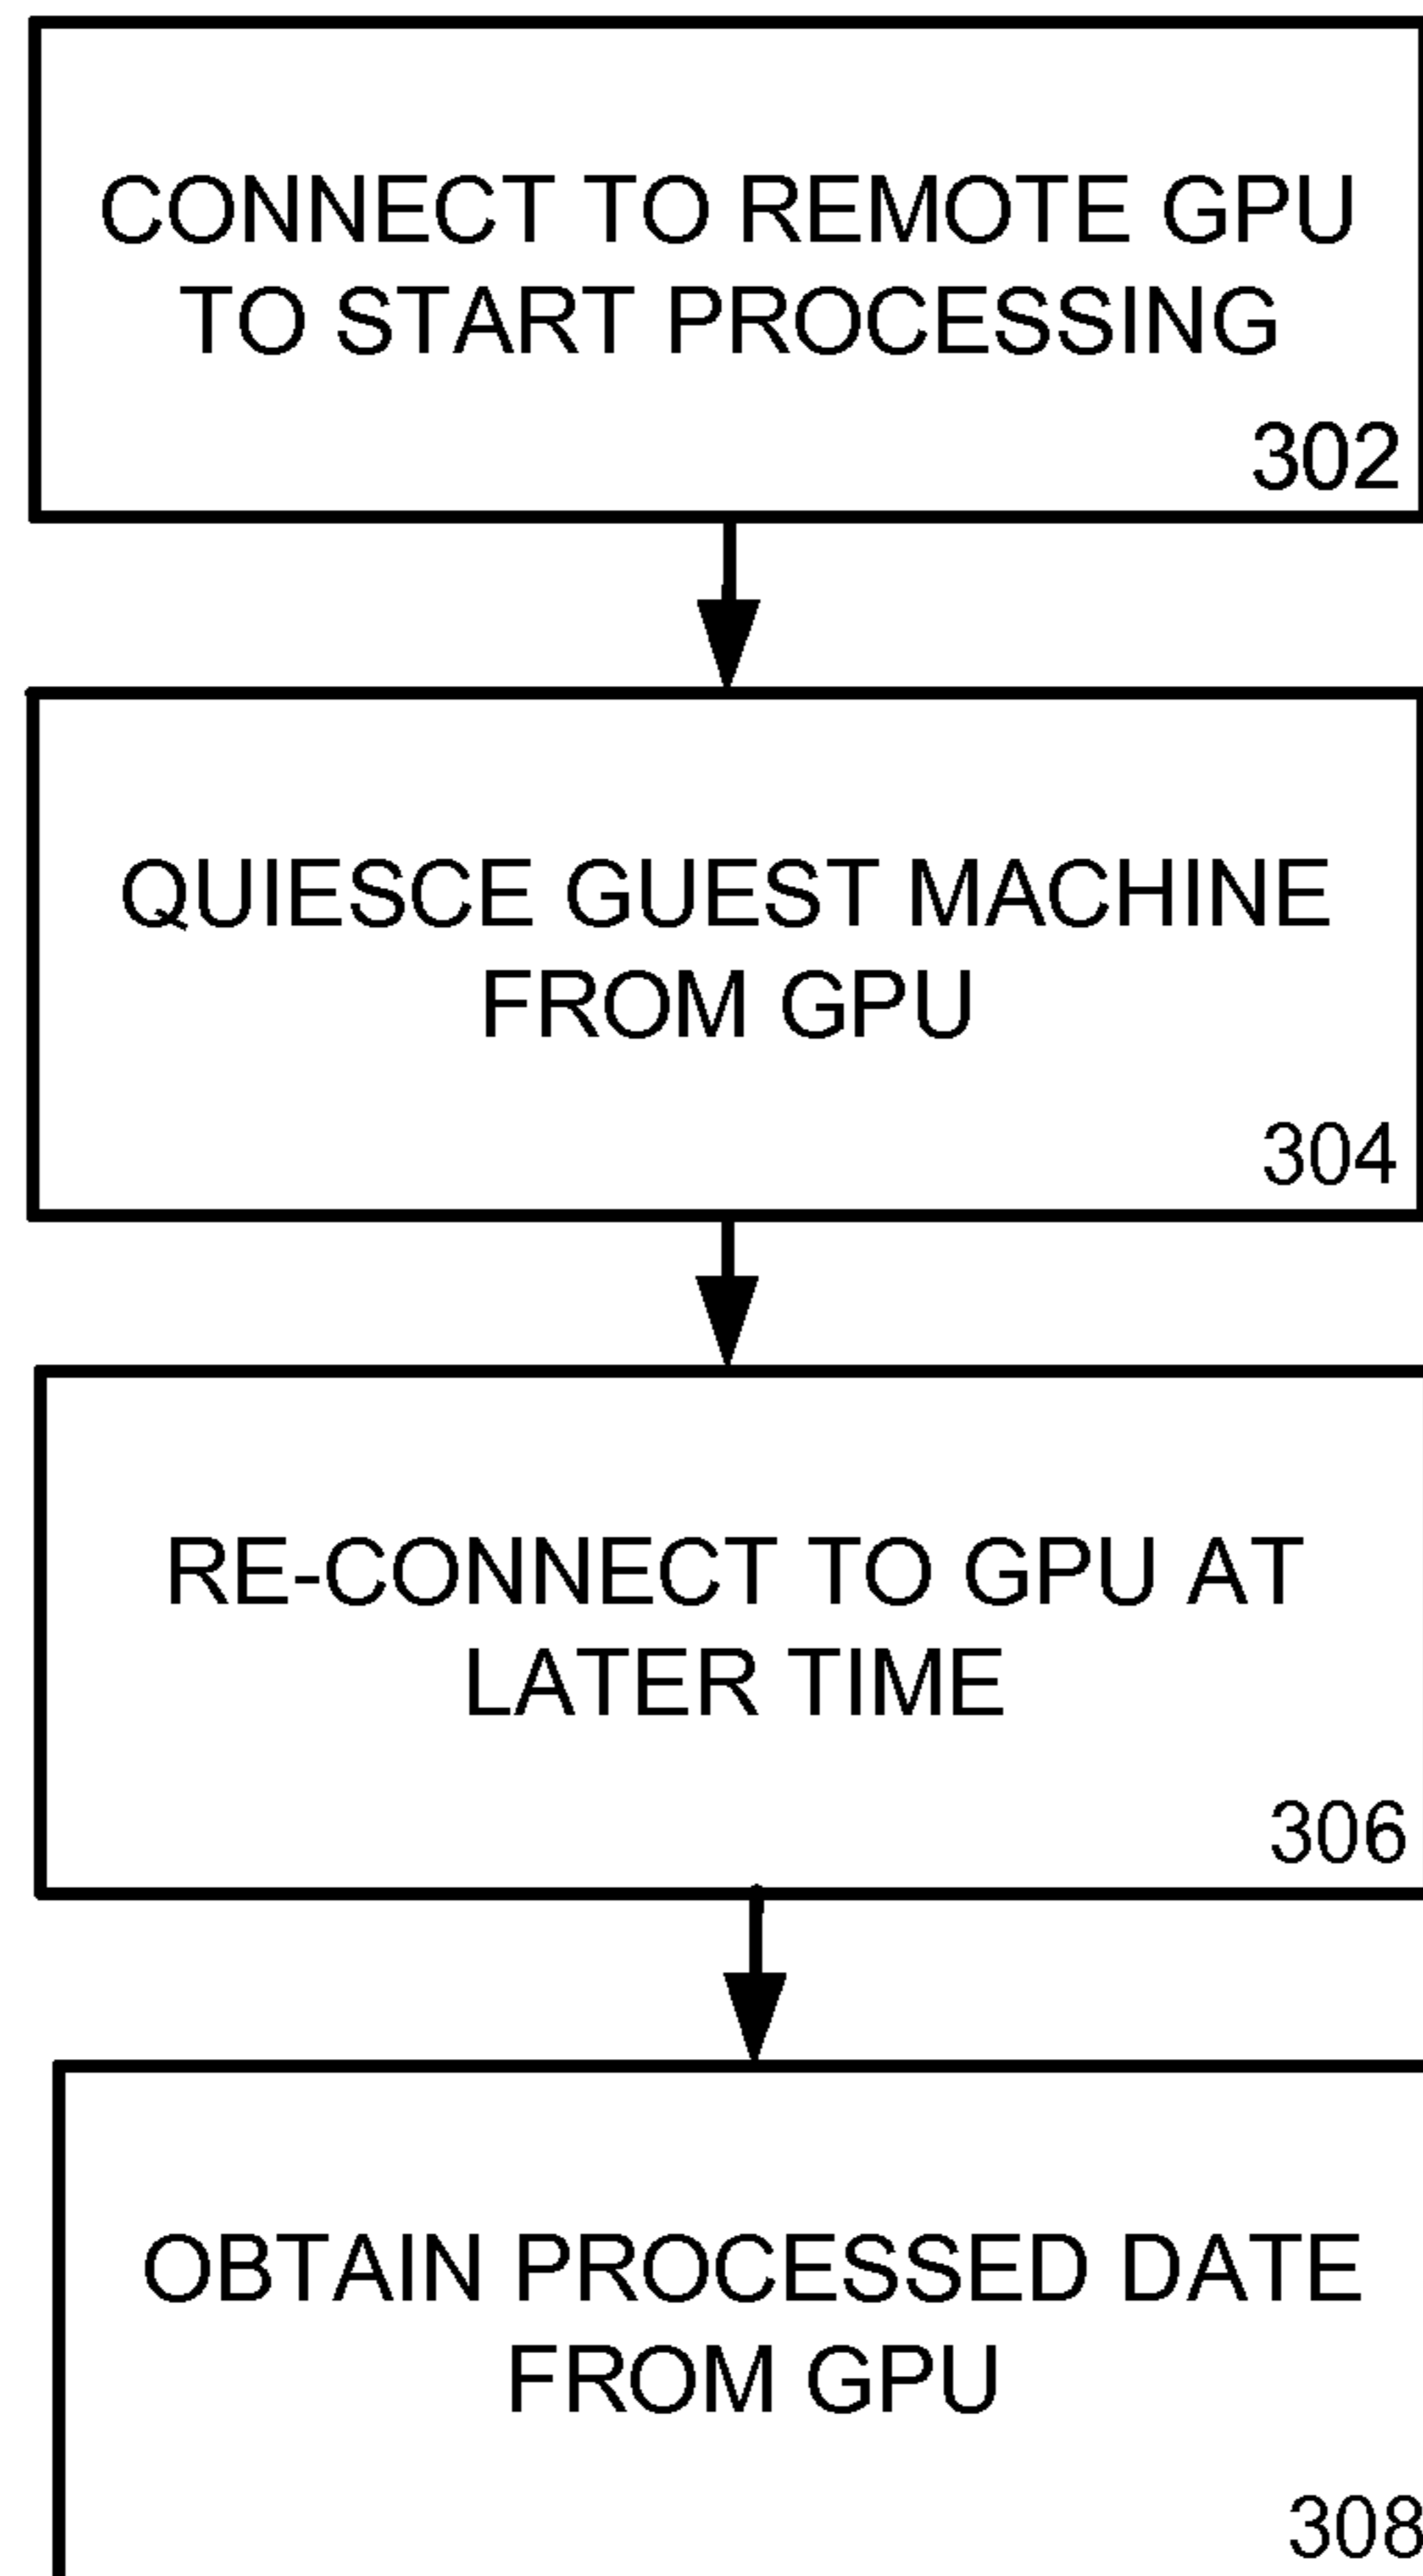 CONNECT TO REMOTE GPU
TO START PROCESSING
302
QUIESCE GUEST MACHINE
FROM GPU
304
RE-CONNECT TO GPU AT
LATER TIME
306
OBTAIN PROCESSED DATE
FROM GPU
308